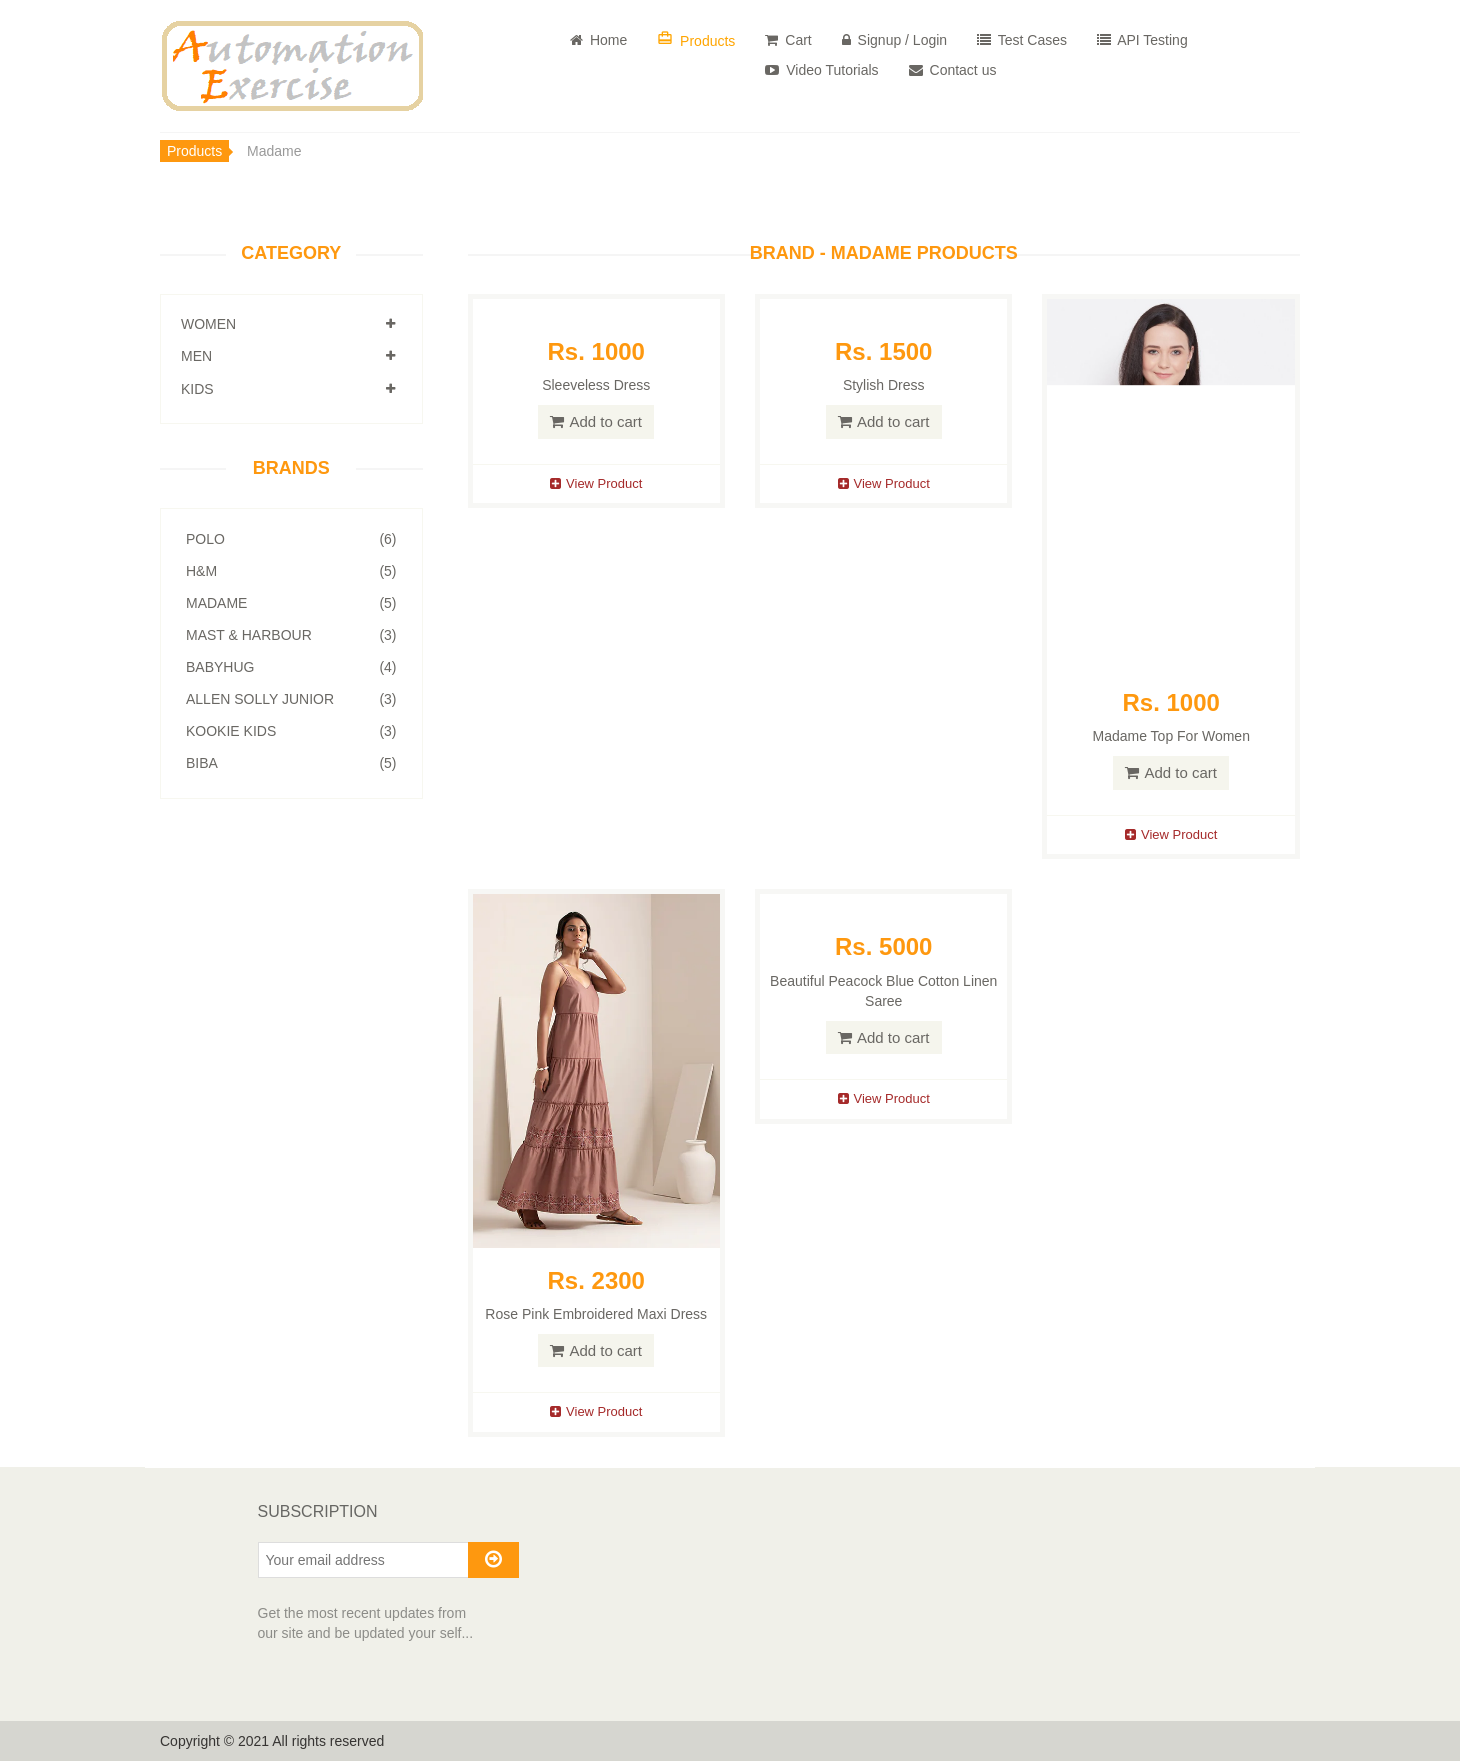 Automation
Exercise
Home
Products
Cart
Signup / Login
Test Cases
API Testing
Video Tutorials
Contact us
Products
Madame
CATEGORY
WOMEN
MEN
KIDS
BRANDS
POLO (6)
H&M (5)
MADAME (5)
MAST & HARBOUR (3)
BABYHUG (4)
ALLEN SOLLY JUNIOR (3)
KOOKIE KIDS (3)
BIBA (5)
BRAND - MADAME PRODUCTS
Rs. 1000
Sleeveless Dress
Add to cart
View Product
Rs. 1500
Stylish Dress
Add to cart
View Product
Rs. 1000
Madame Top For Women
Add to cart
View Product
Rs. 2300
Rose Pink Embroidered Maxi Dress
Add to cart
View Product
Rs. 5000
Beautiful Peacock Blue Cotton Linen
Saree
Add to cart
View Product
SUBSCRIPTION
Your email address
Get the most recent updates from
our site and be updated your self...
Copyright © 2021 All rights reserved